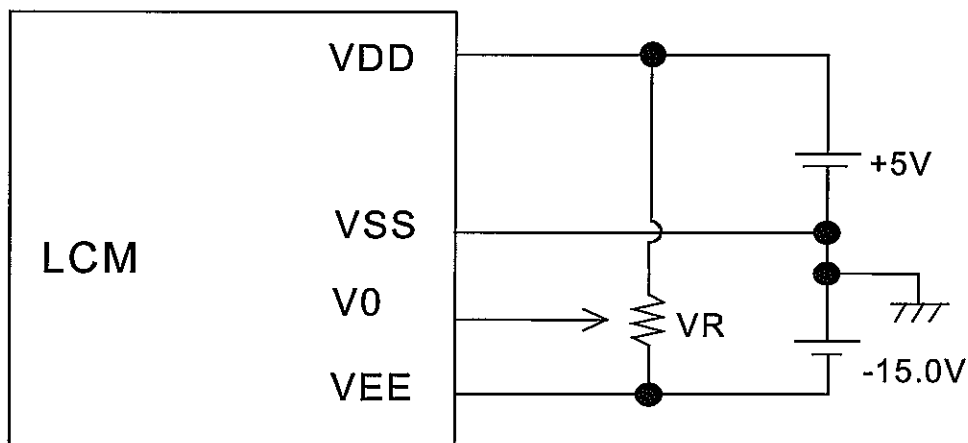 VDD
+5V
VSS
LCM
V0
VR
-15.0V
VEE